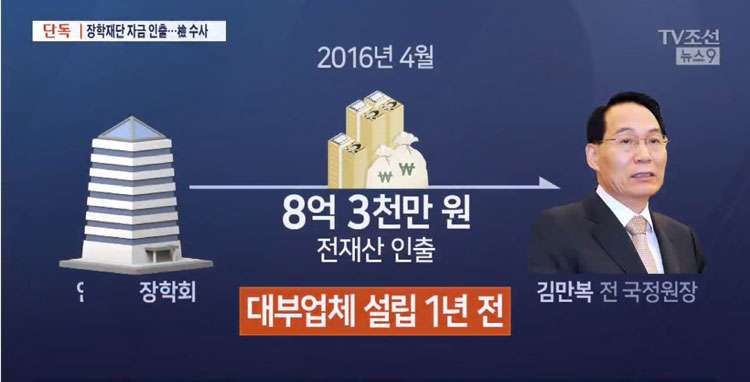 단독 장학재단 자금 인출…檢 수사
TV조선
뉴스9
2016년 4월
₩ ₩
8억 3천만 원
전재산 인출
장학회
김만복 전 국정원장
대부업체 설립 1년 전